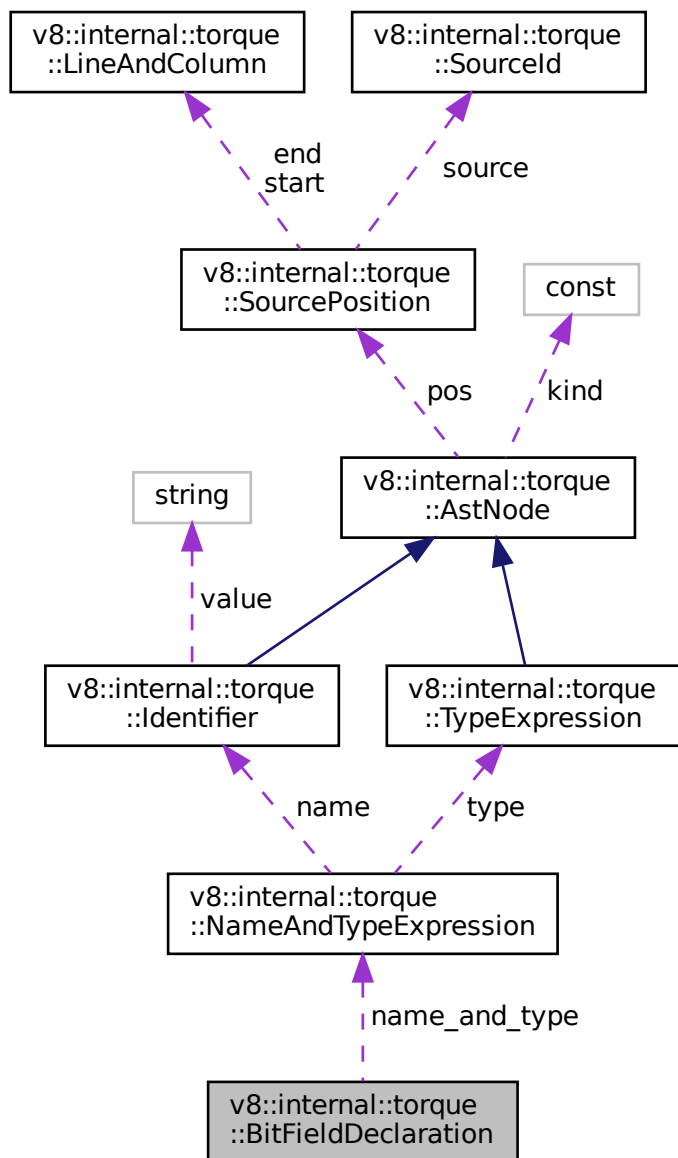 v8::internal::torque
::LineAndColumn
v8::internal::torque
::SourceId
end
start
source
v8::internal::torque
::SourcePosition
const
pos
kind
v8::internal::torque
::AstNode
string
value
v8::internal::torque
::Identifier
v8::internal::torque
::TypeExpression
name
type
v8::internal::torque
::NameAndTypeExpression
name_and_type
v8::internal::torque
::BitFieldDeclaration